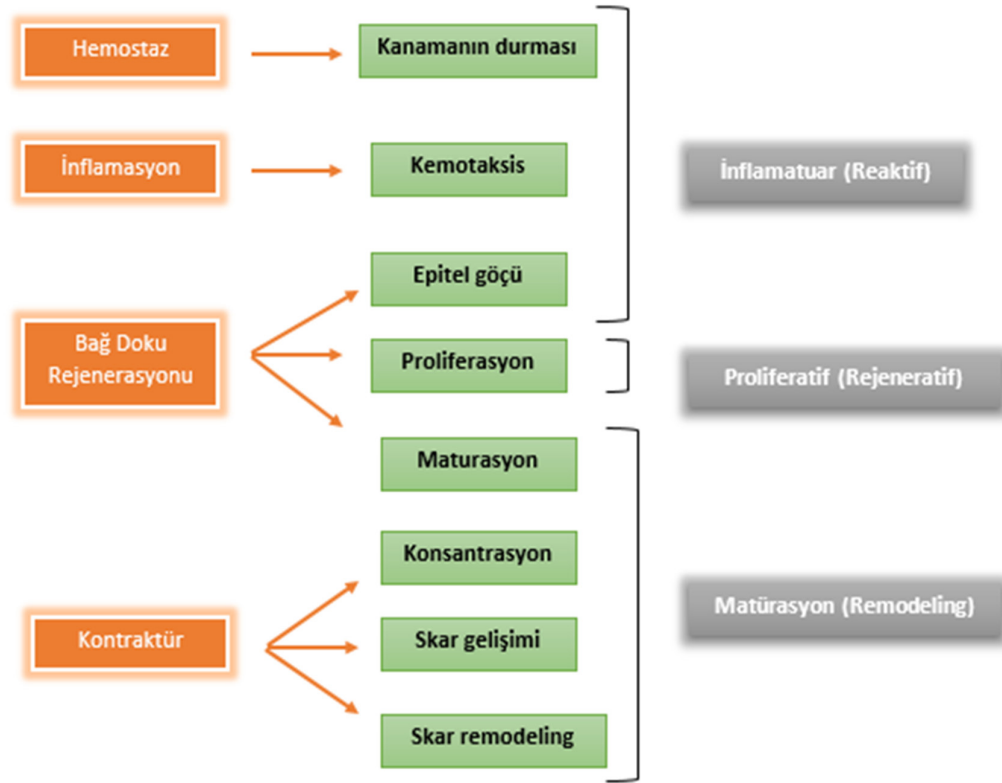 Hemostaz
Kanamanın durması
İnflamasyon
Kemotaksis
İnflamatuar (Reaktif)
Epitel göçü
Bağ Doku
Rejenerasyonu
Proliferasyon
Proliferatif (Rejeneratif)
Maturasyon
Konsantrasyon
Kontraktür
Skar gelişimi
Matürasyon (Remodeling)
Skar remodeling